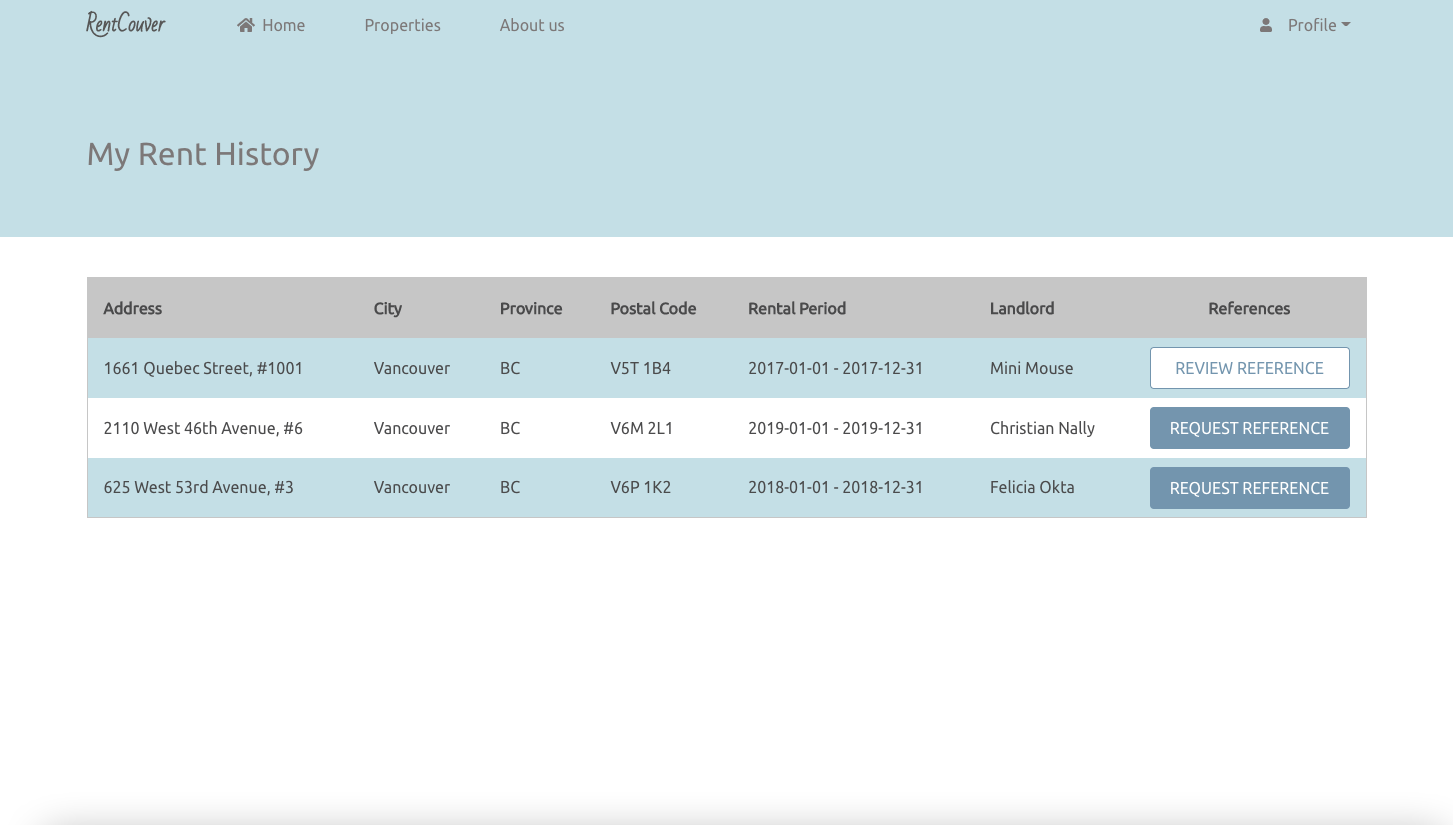 RentCouver Home Properties About us Profile
My Rent History
Address City Province Postal Code Rental Period Landlord References
1661 Quebec Street, #1001 Vancouver BC V5T 1B4 2017-01-01 - 2017-12-31 Mini Mouse REVIEW REFERENCE
2110 West 46th Avenue, #6 Vancouver BC V6M 2L1 2019-01-01 - 2019-12-31 Christian Nally REQUEST REFERENCE
625 West 53rd Avenue, #3 Vancouver BC V6P 1K2 2018-01-01 - 2018-12-31 Felicia Okta REQUEST REFERENCE